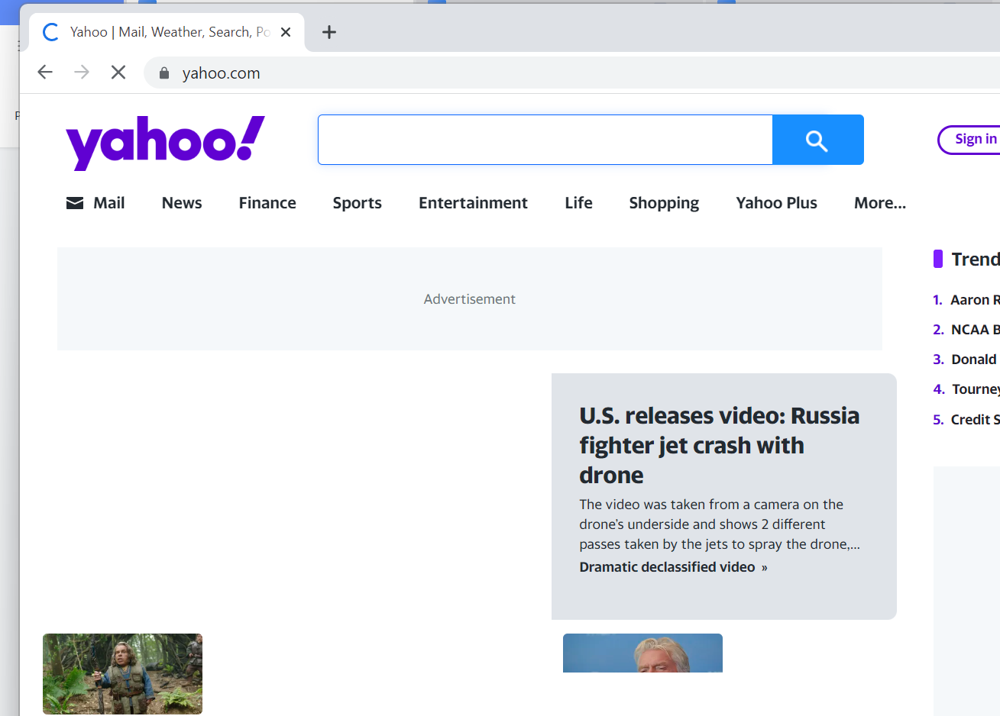 Yahoo | Mail, Weather, Search, Po
yahoo.com
yahoo!
Sign in
Mail News Finance Sports Entertainment Life Shopping Yahoo Plus More...
Advertisement
U.S. releases video: Russia
fighter jet crash with
drone
The video was taken from a camera on the
drone’s underside and shows 2 different
passes taken by the jets to spray the drone,...
Dramatic declassified video »
Trend
1. Aaron R
2. NCAA B
3. Donald
4. Tourney
5. Credit S